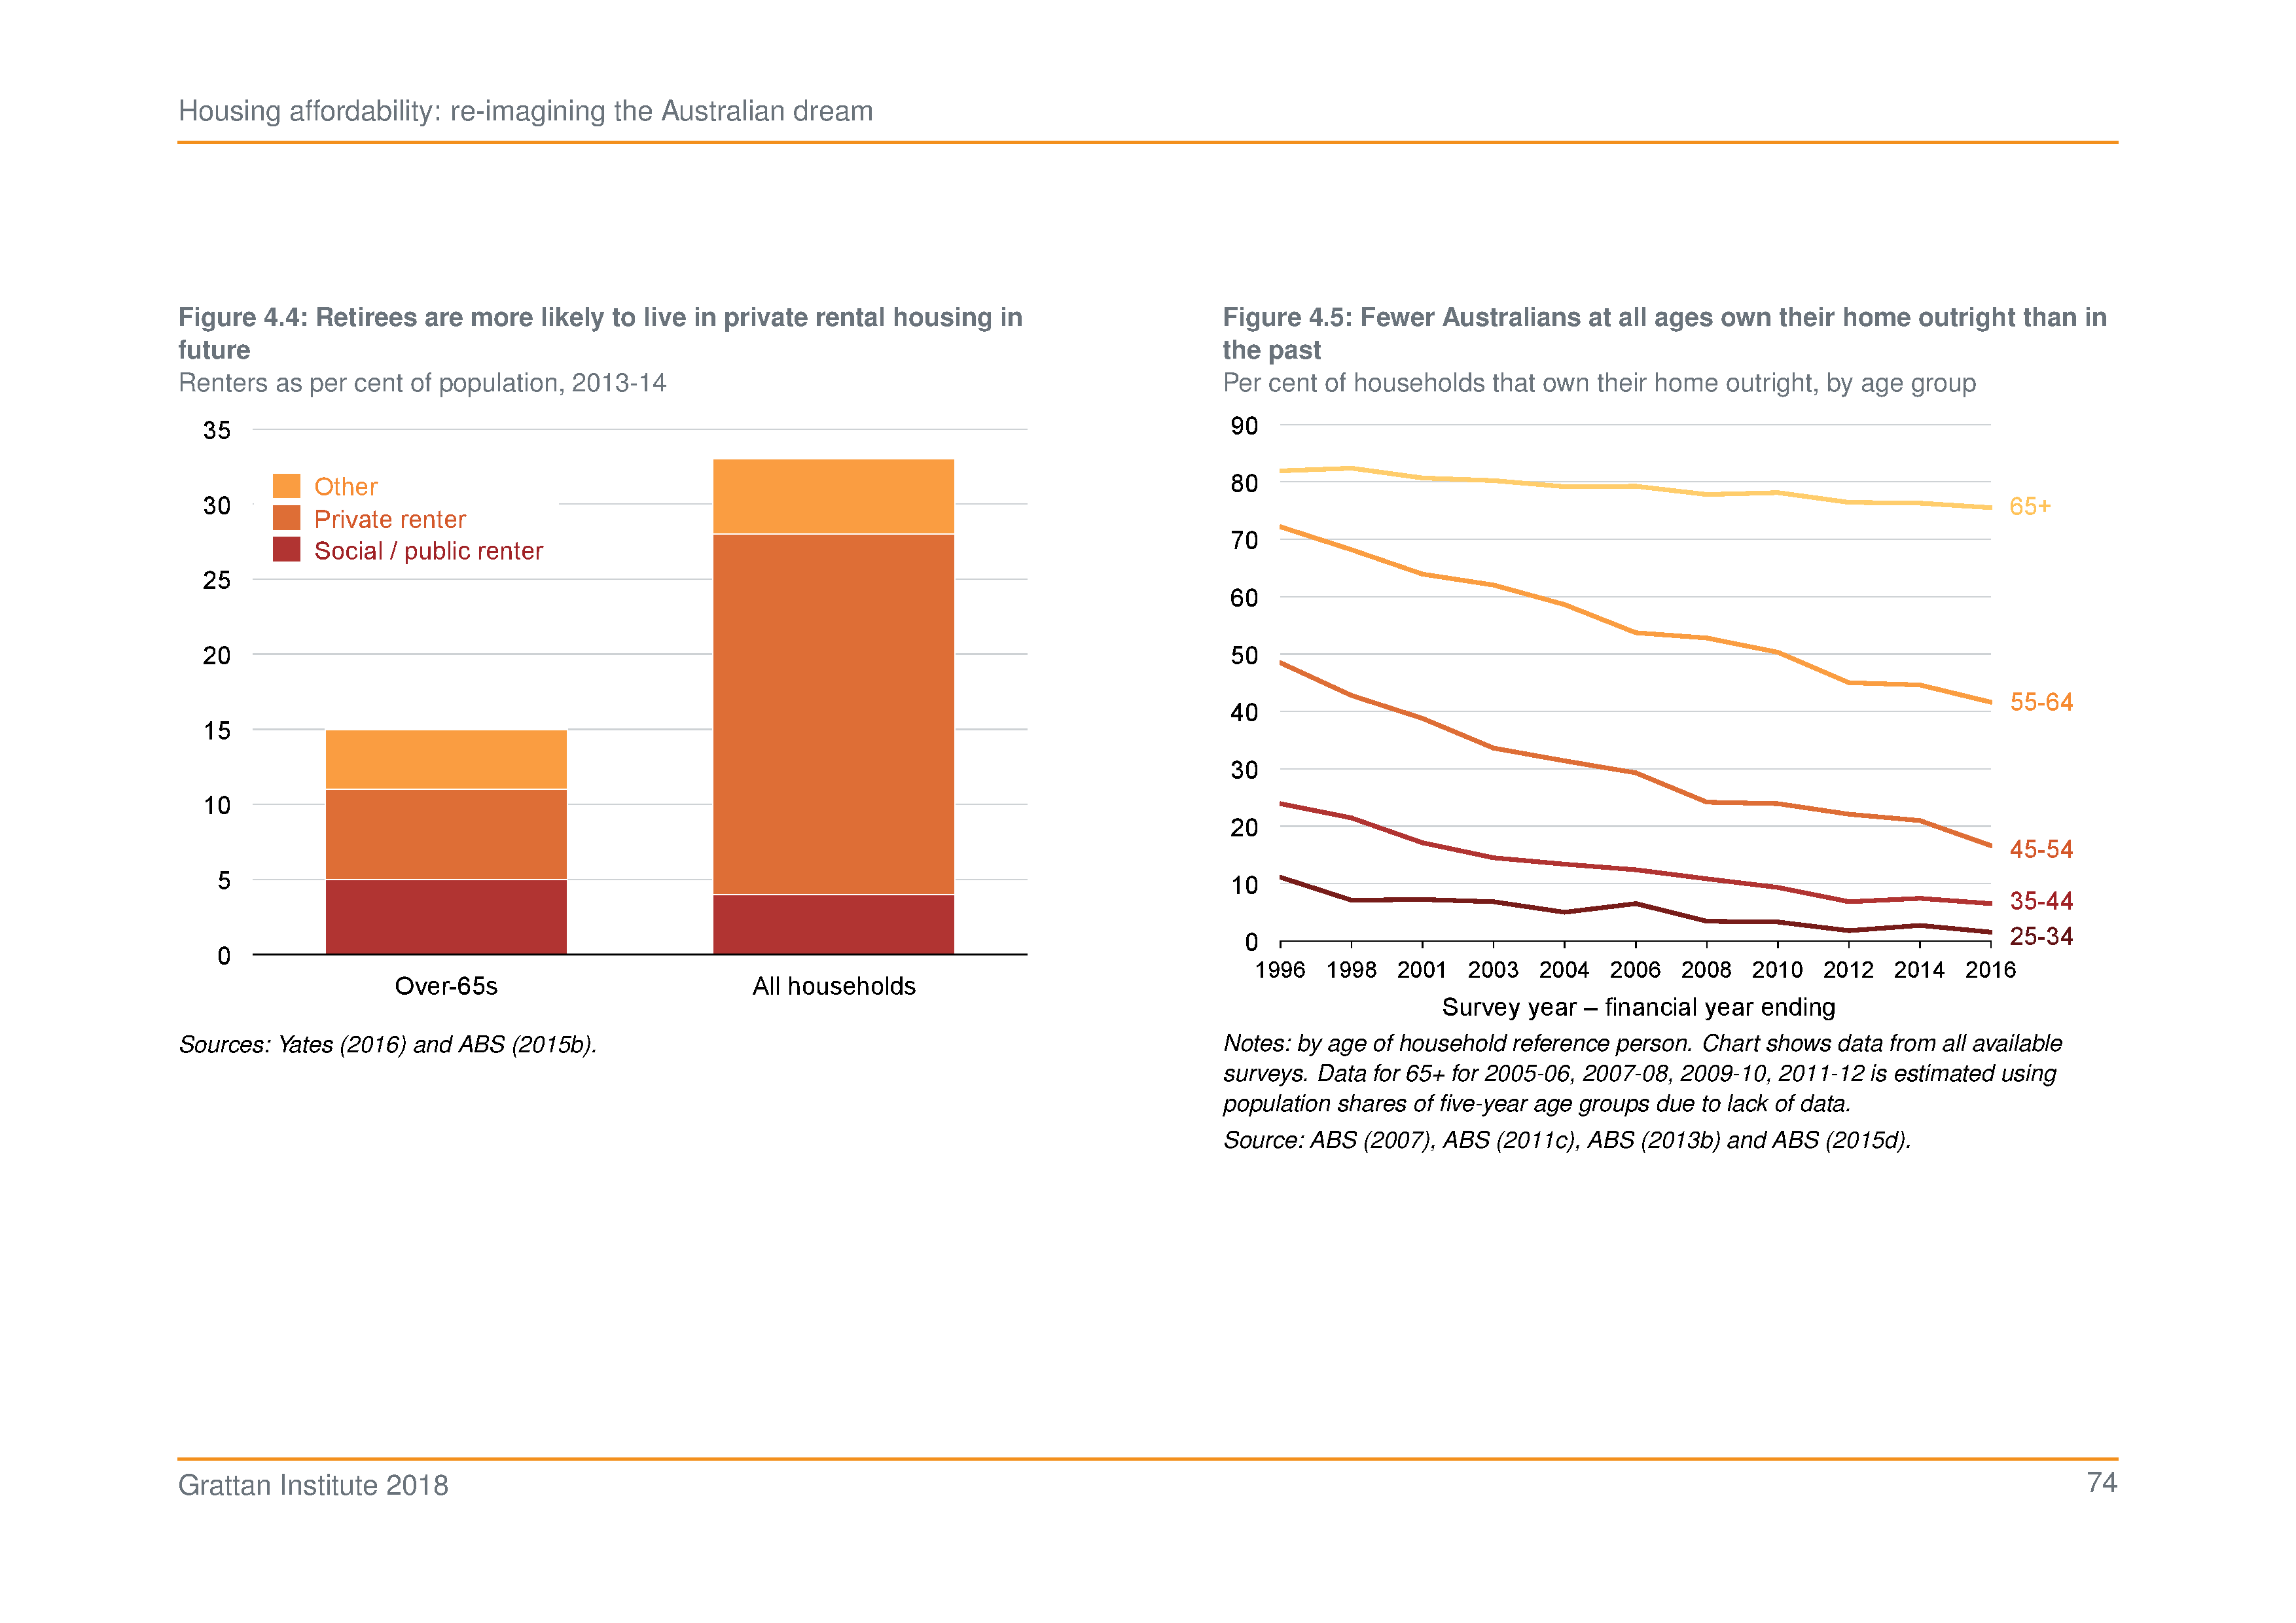 Housing affordability: re-imagining the Australian dream
Figure 4.4: Retirees are more likely to live in private rental housing in
future
Renters as per cent of population, 2013-14
35
30
25
20
15
10
5
0
Other
Private renter
Social / public renter
Over-65s
All households
Sources: Yates (2016) and ABS (2015b).
Figure 4.5: Fewer Australians at all ages own their home outright than in
the past
Per cent of households that own their home outright, by age group
90
80
70
60
50
40
30
20
10
0
65+
55-64
45-54
35-44
25-34
1996 1998 2001 2003 2004 2006 2008 2010 2012 2014 2016
Survey year – financial year ending
Notes: by age of household reference person. Chart shows data from all available
surveys. Data for 65+ for 2005-06, 2007-08, 2009-10, 2011-12 is estimated using
population shares of five-year age groups due to lack of data.
Source: ABS (2007), ABS (2011c), ABS (2013b) and ABS (2015d).
Grattan Institute 2018
74